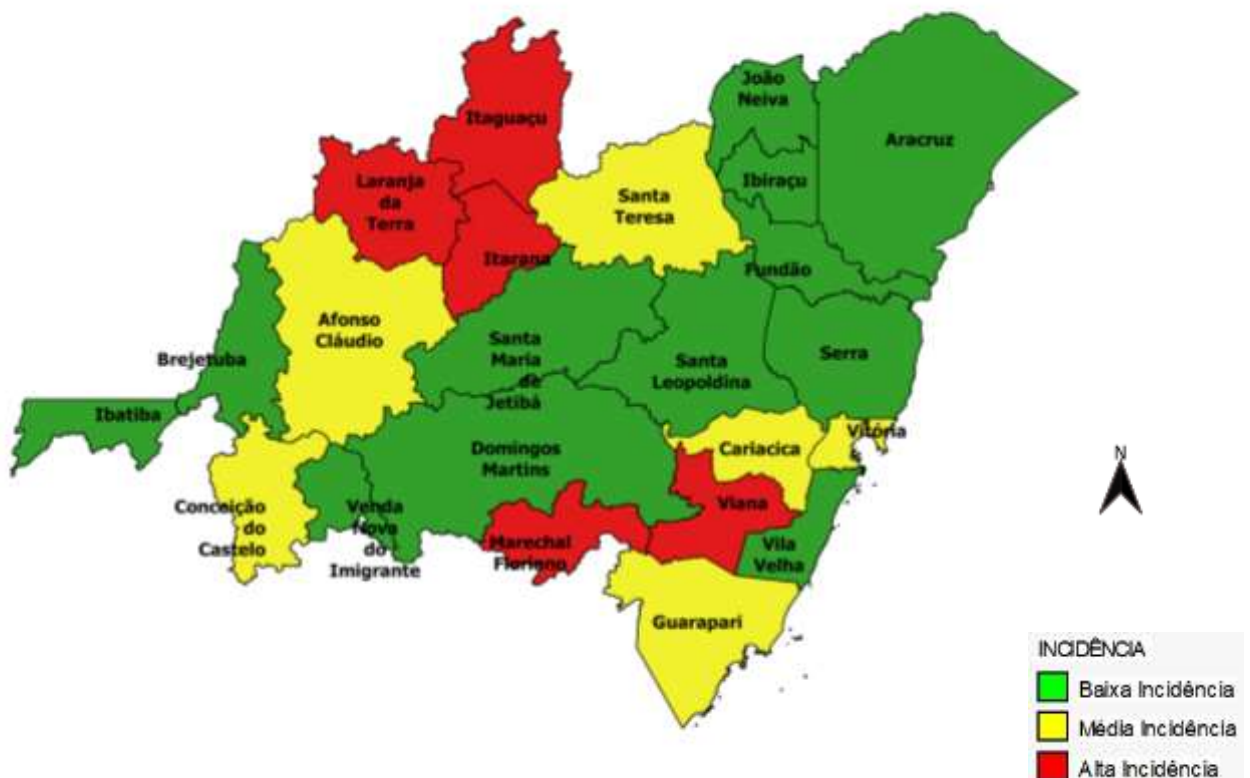 João
Neiva
Itaguaçu
Aracruz
Laranja
da
Terra
Ibiraçu
Santa
Teresa
Itarana
Fundão
Afonso
Cláudio
Brejetuba
Santa
Maria
de
Jetibá
Santa
Leopoldina
Serra
Ibatiba
Vitória
Cariacica
Domingos
Martins
Conceição
do
Castelo
Venda
Nova
do
Imigrante
Viana
Marechal
Floriano
Vila
Velha
Guarapari
N
INCIDÊNCIA
Baixa Incidência
Média Incidência
Alta Incidência